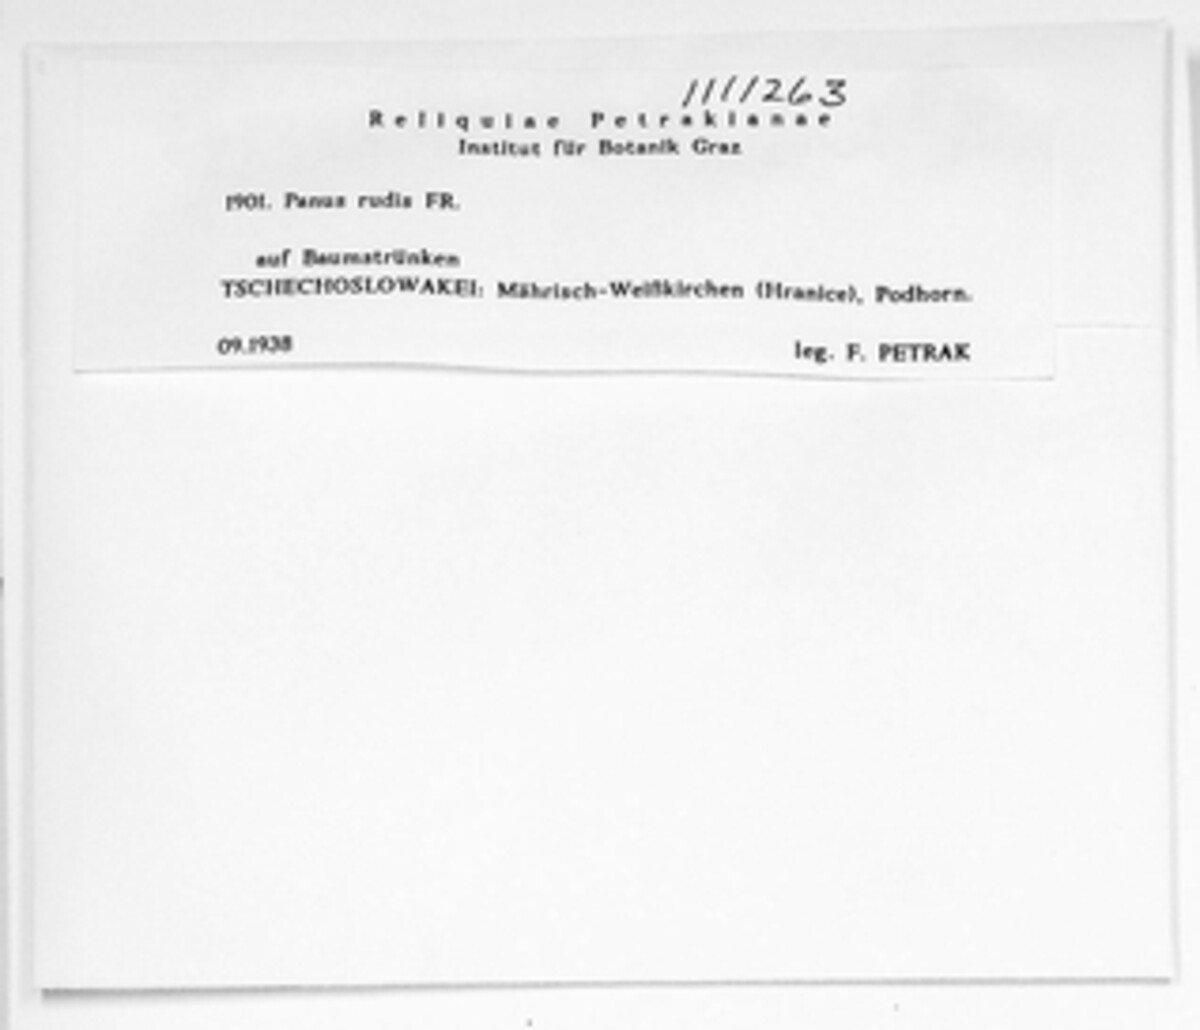 1111263
Reliquiae Petrakianae
Institut für Botanik Graz
1901. Panus rudis FR.
auf Baumstrünken
TSCHECHOSLOWAKEI: Mährisch-Weißkirchen (Hranice), Podhorn.
09.1938
leg. F. PETRAK